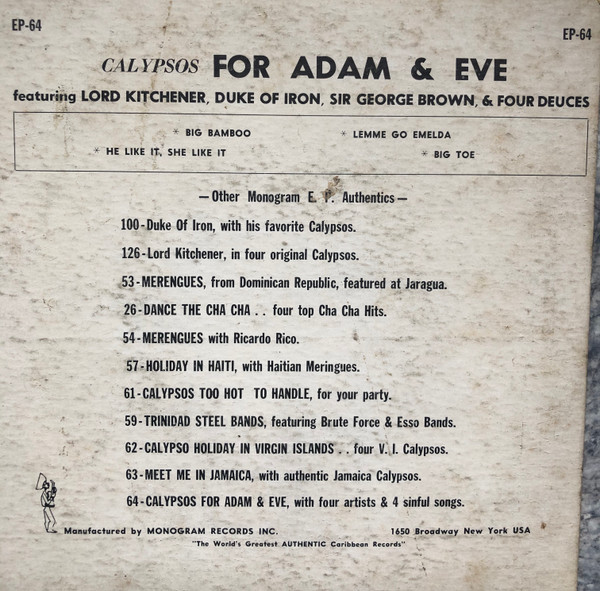 EP-64
EP-64
CALYPSOS FOR ADAM & EVE
featuring LORD KITCHENER, DUKE OF IRON, SIR GEORGE BROWN, & FOUR DEUCES
* BIG BAMBOO * LEMME GO EMELDA
* HE LIKE IT, SHE LIKE IT * BIG TOE
—Other Monogram E. P. Authentics—
100-Duke Of Iron, with his favorite Calypsos.
126-Lord Kitchener, in four original Calypsos.
53-MERENGUES, from Dominican Republic, featured at Jaragua.
26-DANCE THE CHA CHA . . four top Cha Cha Hits.
54-MERENGUES with Ricardo Rico.
57-HOLIDAY IN HAITI, with Haitian Meringues.
61-CALYPSOS TOO HOT TO HANDLE, for your party.
59-TRINIDAD STEEL BANDS, featuring Brute Force & Esso Bands.
62-CALYPSO HOLIDAY IN VIRGIN ISLANDS . . four V. I. Calypsos.
63-MEET ME IN JAMAICA, with authentic Jamaica Calypsos.
64-CALYPSOS FOR ADAM & EVE, with four artists & 4 sinful songs.
Manufactured by MONOGRAM RECORDS INC. 1650 Broadway New York USA
"The World's Greatest AUTHENTIC Caribbean Records"